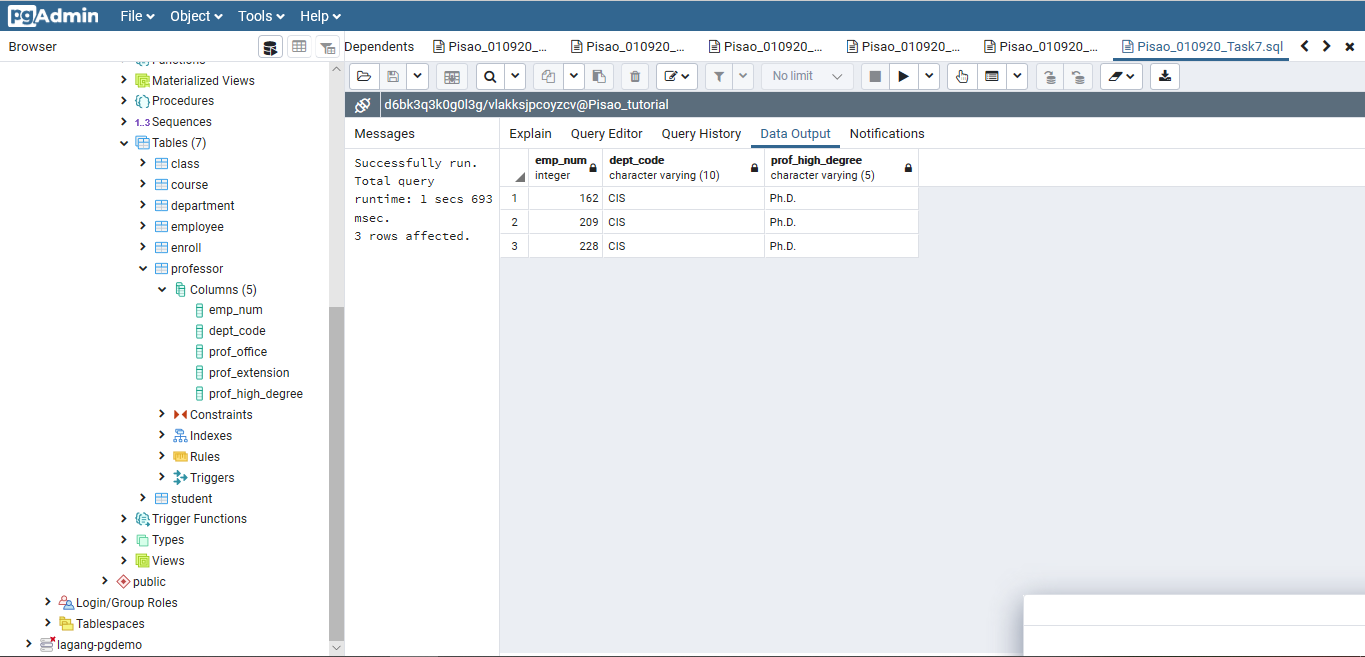 pgAdmin File Object Tools Help
Browser
Dependents Pisao_010920_... Pisao_010920_... Pisao_010920_... Pisao_010920_... Pisao_010920_... Pisao_010920_Task7.sql
Functions
Materialized Views
Procedures
1..3 Sequences
Tables (7)
class
course
department
employee
enroll
professor
Columns (5)
emp_num
dept_code
prof_office
prof_extension
prof_high_degree
Constraints
Indexes
Rules
Triggers
student
Trigger Functions
Types
Views
public
Login/Group Roles
Tablespaces
lagang-pgdemo
No limit
d6bk3q3k0g0l3g/vlakksjpcoyzcv@Pisao_tutorial
Messages
Successfully run.
Total query
runtime: 1 secs 693
msec.
3 rows affected.
Explain Query Editor Query History Data Output Notifications
emp_num dept_code prof_high_degree
integer character varying (10) character varying (5)
1 162 CIS Ph.D.
2 209 CIS Ph.D.
3 228 CIS Ph.D.